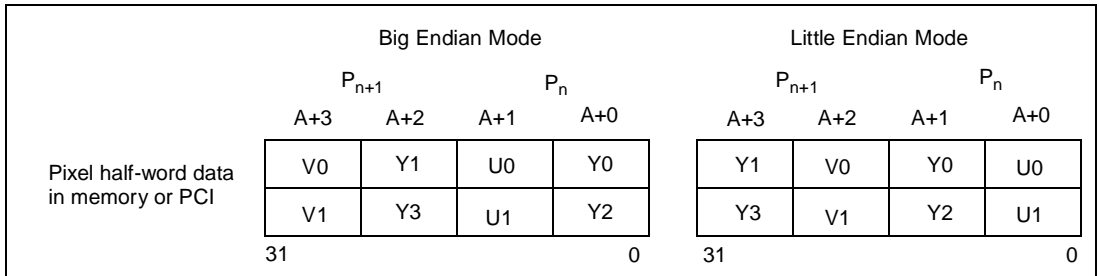 Big Endian Mode Little Endian Mode
Pn+1 Pn Pn+1 Pn
A+3 A+2 A+1 A+0 A+3 A+2 A+1 A+0
Pixel half-word data
in memory or PCI
V0 Y1 U0 Y0 Y1 V0 Y0 U0
V1 Y3 U1 Y2 Y3 V1 Y2 U1
31 0 31 0